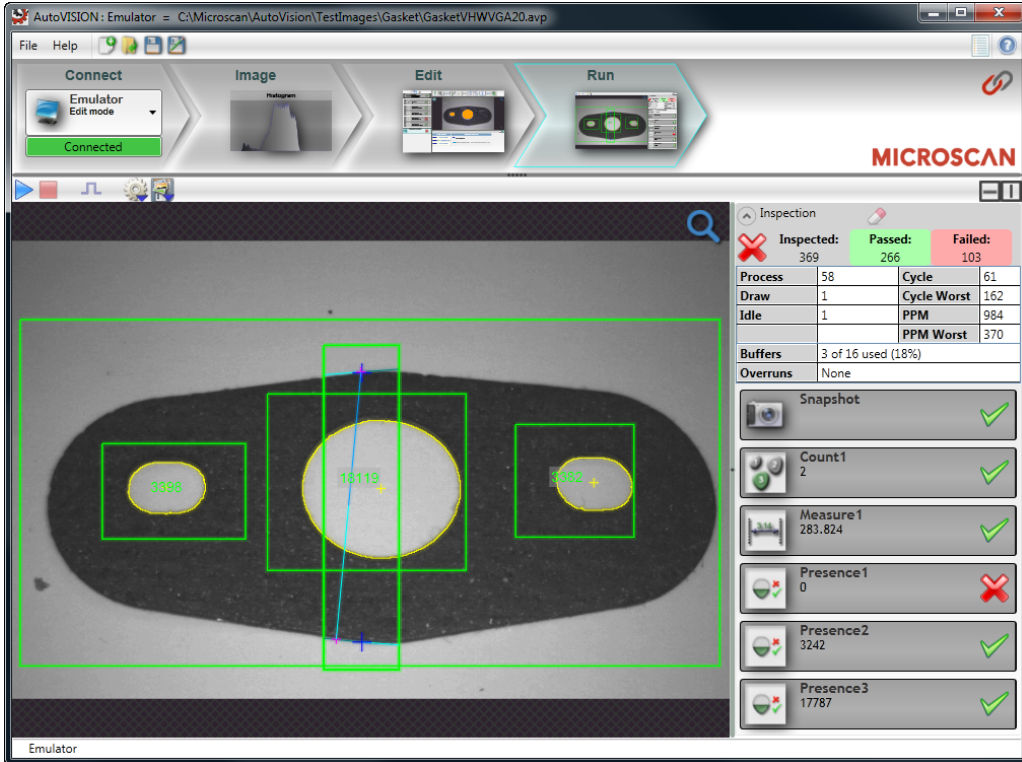 AutoVISION : Emulator  =  C:\Microscan\AutoVision\TestImages\Gasket\GasketVHWVGA20.avp
File Help
Connect
Image
Edit
Run
Emulator
Edit mode
Connected
Histogram
MICROSCAN
Inspection
Inspected:
369
Passed:
266
Failed:
103
Process 58 Cycle 61
Draw 1 Cycle Worst 162
Idle 1 PPM 984
PPM Worst 370
Buffers 3 of 16 used (18%)
Overruns None
Snapshot
Count1
2
Measure1
283.824
Presence1
0
Presence2
3242
Presence3
17787
3398
10119
3382
Emulator